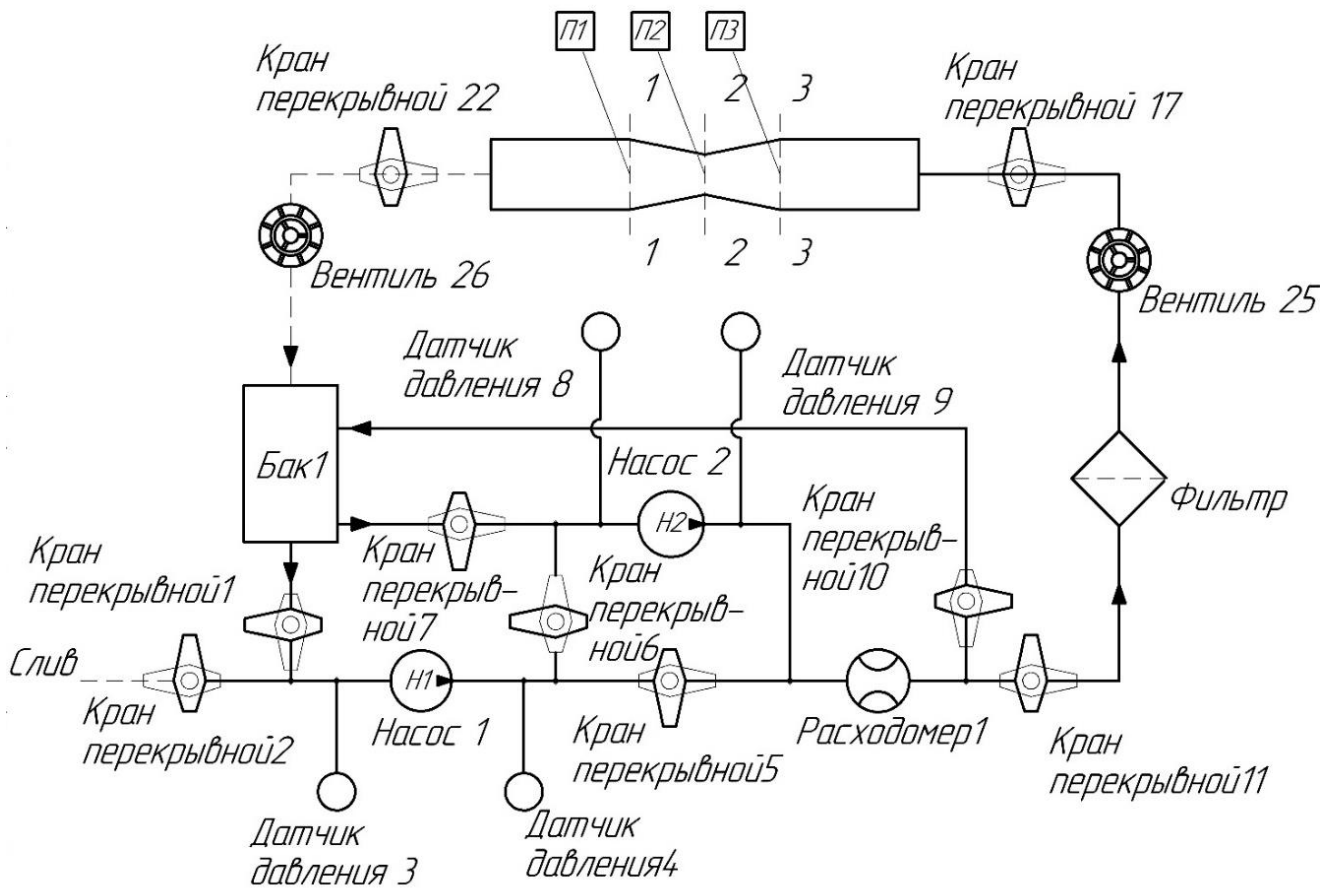 П1
П2
П3
Кран
перекрывной 22
1
2
3
Кран
перекрывной 17
1
2
3
Вентиль 26
Вентиль 25
Датчик
давления 8
Датчик
давления 9
Бак1
Насос 2
Н2
Фильтр
Кран
перекрывной1
Кран
перекрыв-
ной7
Кран
перекрыв-
ной6
Кран
перекрыв-
ной10
Слив
Кран
перекрывной2
Н1
Насос 1
Кран
перекрывной5
Расходомер1
Кран
перекрывной11
Датчик
давления 3
Датчик
давления4